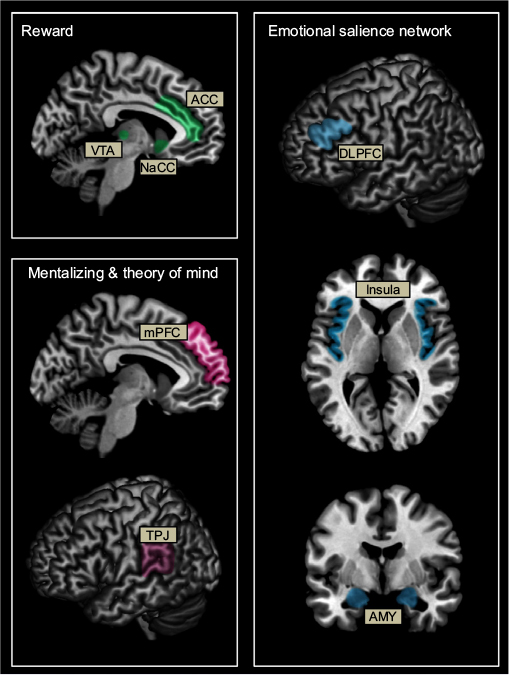 Reward
ACC
VTA
NaCC
Mentalizing & theory of mind
mPFC
TPJ
Emotional salience network
DLPFC
Insula
AMY